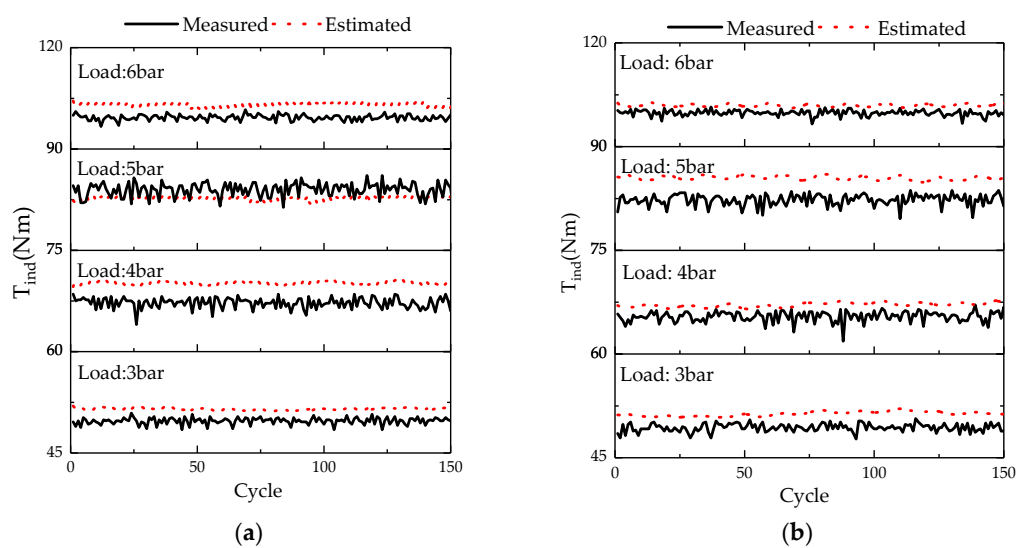 Measured Estimated
120
Load:6bar
90
Load:5bar
75
Load:4bar
60
Load:3bar
45
0 50 100 150
T_ind(Nm)
Cycle
(a)
Measured Estimated
120
Load: 6bar
90
Load: 5bar
75
Load: 4bar
60
Load: 3bar
45
0 50 100 150
T_ind(Nm)
Cycle
(b)